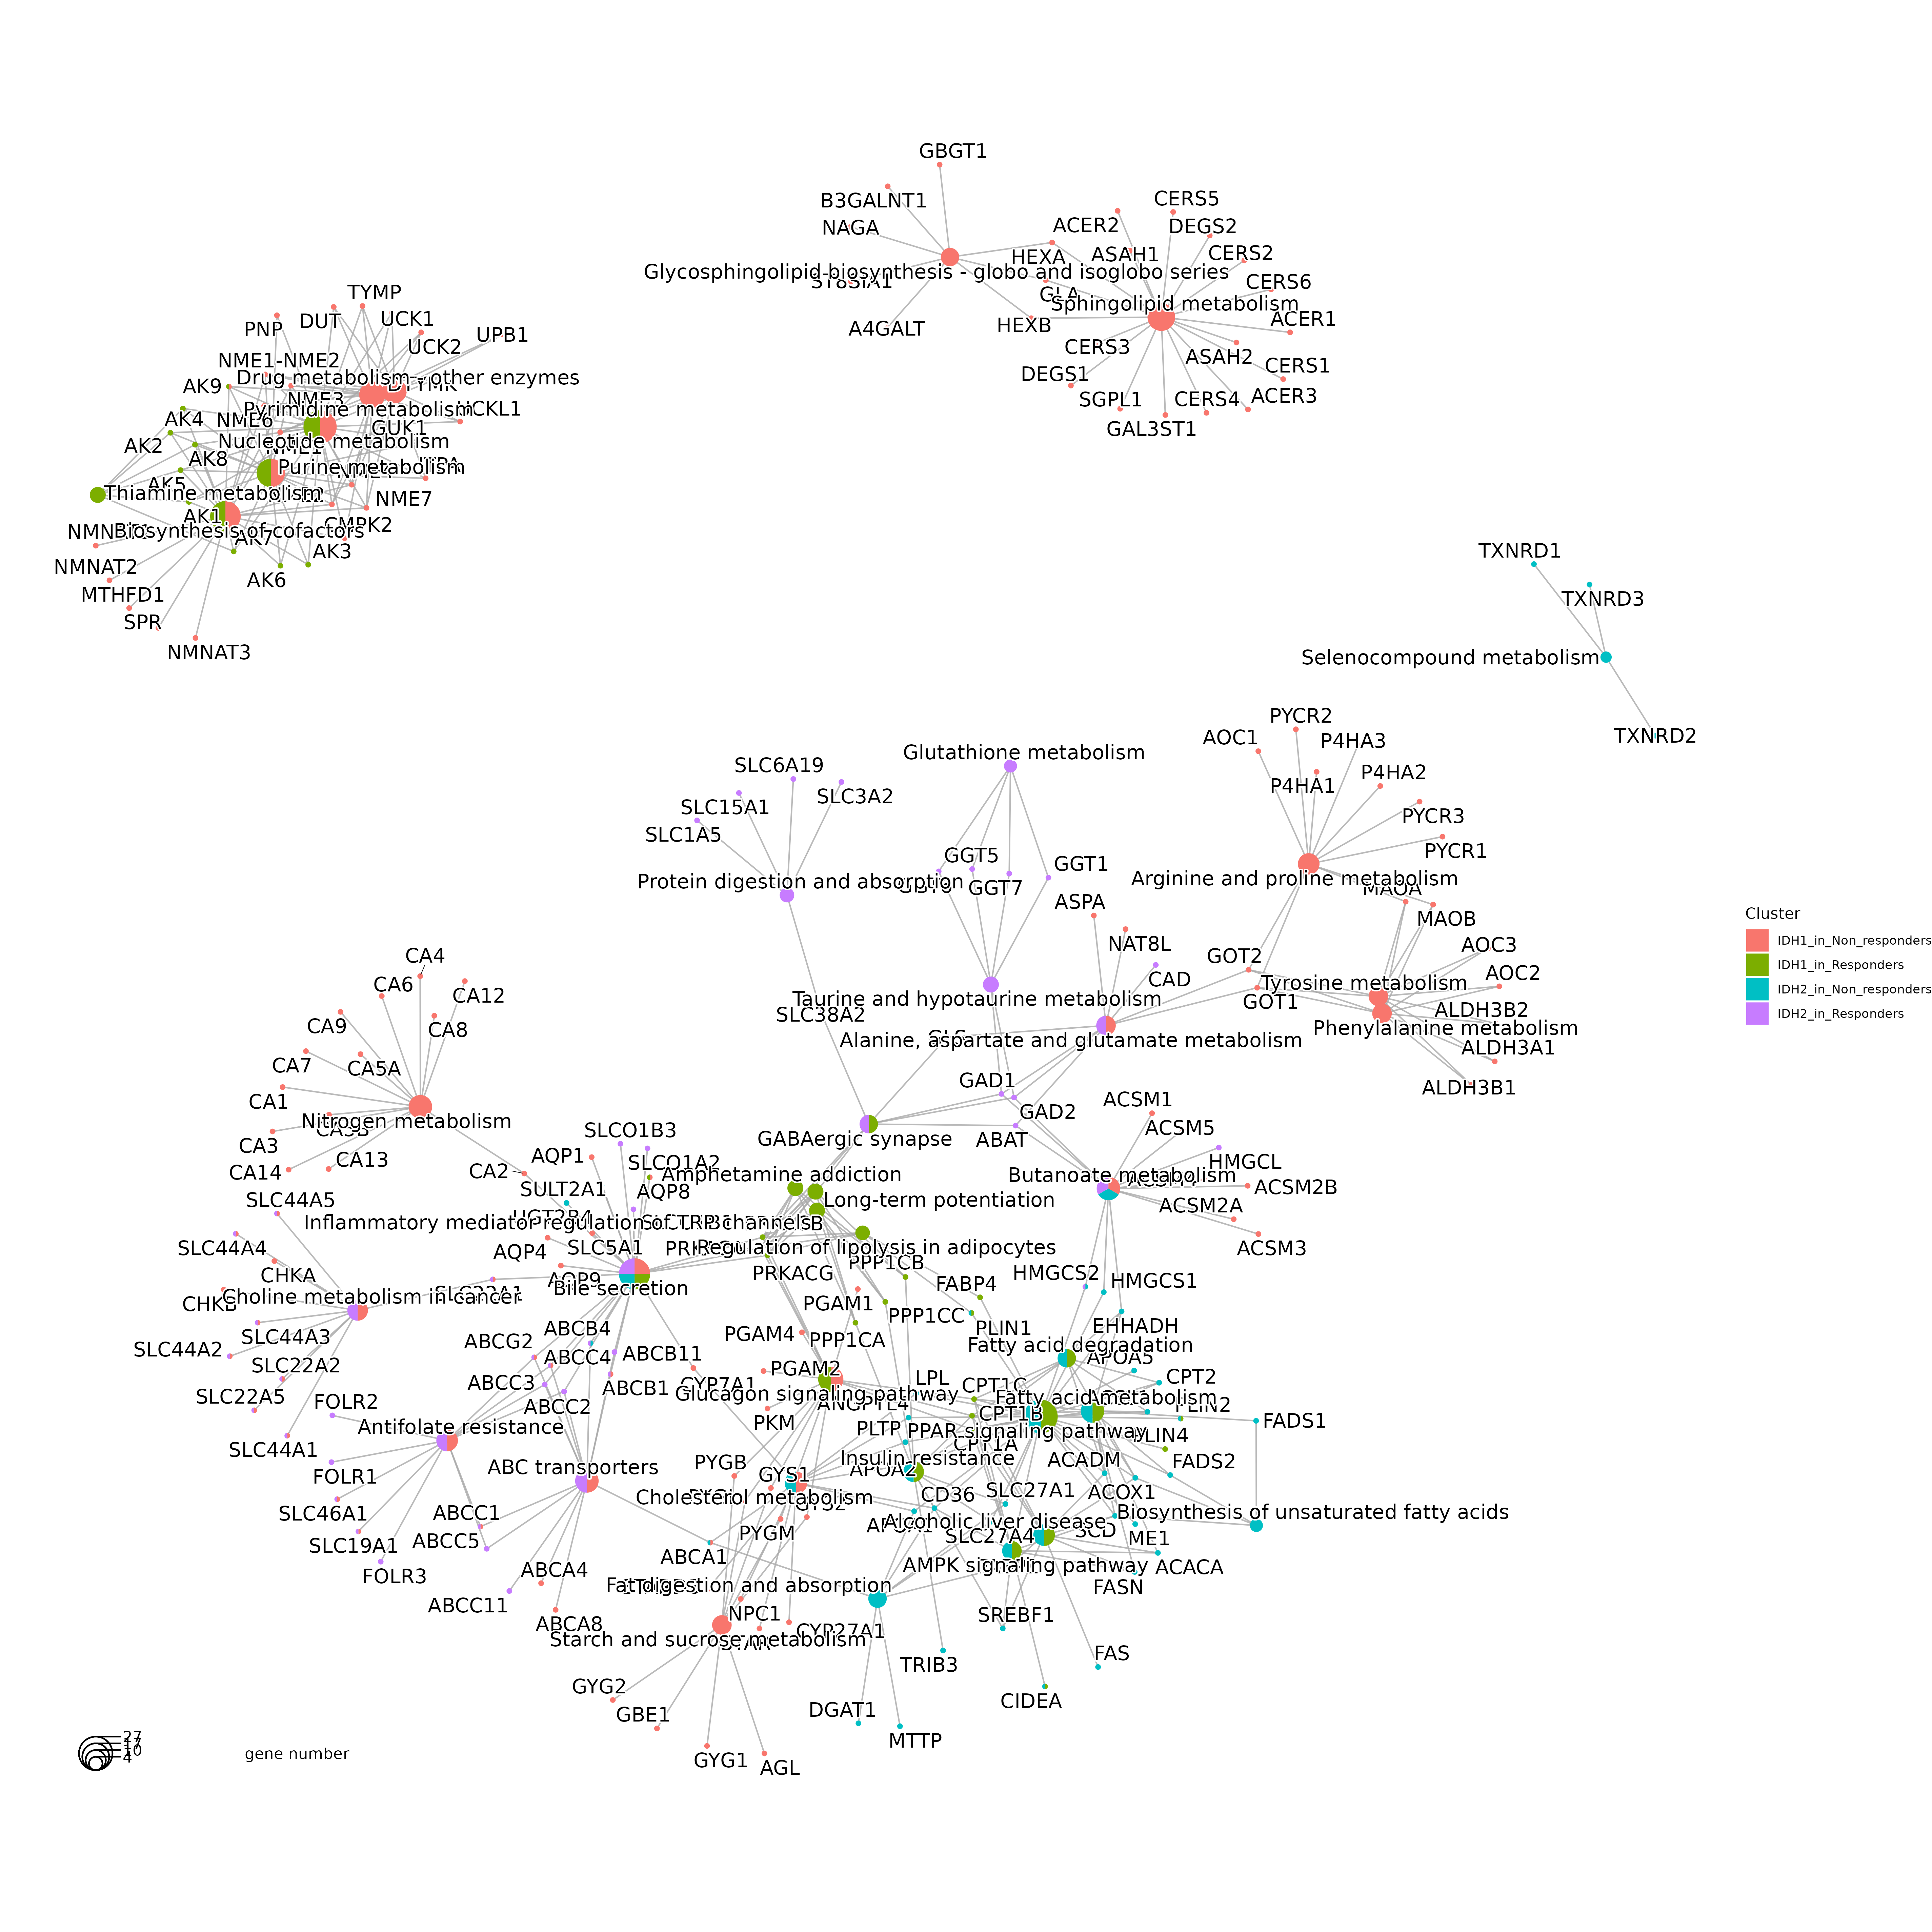 GBGT1
B3GALNT1
NAGA
CERS5
ACER2
DEGS2
HEXA
ASAH1
CERS2
Glycosphingolipid biosynthesis - globo and isoglobo series
ST8SIA1
CERS6
GLA
Sphingolipid metabolism
A4GALT
HEXB
ACER1
CERS3
ASAH2
CERS1
DEGS1
SGPL1
CERS4
ACER3
GAL3ST1
TYMP
PNP
DUT
UCK1
UPB1
UCK2
NME1-NME2
AK9
Drug metabolism - other enzymes
NME3
Pyrimidine metabolism
UCKL1
AK4
NME6
GUK1
AK2
Nucleotide metabolism
NME1
AK8
Purine metabolism
AK5
Thiamine metabolism
NME7
AK1
CMPK2
Biosynthesis of cofactors
AK7
AK3
NMNAT2
AK6
MTHFD1
SPR
NMNAT3
TXNRD1
TXNRD3
Selenocompound metabolism
TXNRD2
PYCR2
AOC1
P4HA3
P4HA2
P4HA1
PYCR3
PYCR1
Arginine and proline metabolism
MAOA
MAOB
Glutathione metabolism
SLC6A19
SLC15A1
SLC3A2
SLC1A5
GGT5
GGT1
Protein digestion and absorption
GGT7
ASPA
NAT8L
GOT2
AOC3
CAD
AOC2
Tyrosine metabolism
Taurine and hypotaurine metabolism
GOT1
SLC38A2
ALDH3B2
Phenylalanine metabolism
GLS
Alanine, aspartate and glutamate metabolism
ALDH3A1
ALDH3B1
Cluster
IDH1_in_Non_responders
IDH1_in_Responders
IDH2_in_Non_responders
IDH2_in_Responders
CA4
CA6
CA12
CA9
CA8
CA7
CA5A
CA1
Nitrogen metabolism
CA5B
CA3
CA13
CA14
CA2
GAD1
GAD2
ABAT
GABAergic synapse
ACSM1
ACSM5
HMGCL
Butanoate metabolism
ACSM2B
ACSM2A
ACSM3
SLCO1B3
AQP1
SLCO1A2
Amphetamine addiction
SULT2A1
AQP8
Long-term potentiation
SLC44A5
Inflammatory mediator regulation of TRP channels
SLC44A4
AQP4
SLC5A1
Regulation of lipolysis in adipocytes
PPP1CB
CHKA
AQP9
Bile secretion
PRKACG
FABP4
HMGCS2
HMGCS1
CHKB
Choline metabolism in cancer
SLC22A1
PGAM1
PPP1CC
PLIN1
EHHADH
SLC44A3
ABCG2
ABCB4
PGAM4
PPP1CA
SLC44A2
SLC22A2
ABCC4
ABCB11
Fatty acid degradation
APOA5
SLC22A5
ABCC3
ABCB1
CYP7A1
PGAM2
LPL
CPT1C
CPT2
FOLR2
ABCC2
Glucagon signaling pathway
ANGPTL4
Fatty acid metabolism
PLIN2
Antifolate resistance
PKM
PLTP
CPT1B
PPAR signaling pathway
PLIN4
FADS1
SLC44A1
CPT1A
FOLR1
ABC transporters
PYGB
GYS1
APOA2
Insulin resistance
ACADM
FADS2
SLC46A1
Cholesterol metabolism
GYS2
CD36
SLC27A1
ACOX1
ABCC1
PYGM
APOA1
Alcoholic liver disease
Biosynthesis of unsaturated fatty acids
SLC19A1
ABCC5
SLC27A4
SCD
ME1
FOLR3
ABCA4
ABCA1
AMPK signaling pathway
ACACA
ABCC11
Fat digestion and absorption
FASN
ABCA8
NPC1
SREBF1
Starch and sucrose metabolism
CYP27A1
FAS
TRIB3
GYG2
GBE1
DGAT1
CIDEA
MTTP
GYG1
AGL
27
17
10
4
gene number